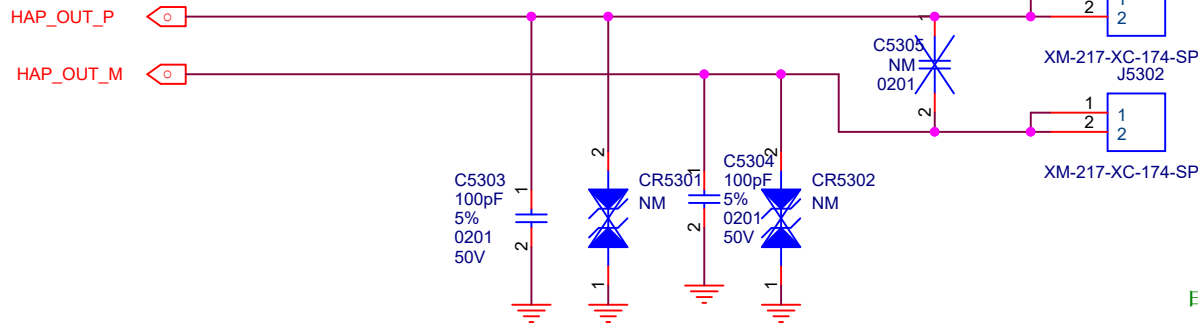 HAP_OUT_P
2
2
1
C5305
NM
0201
2
XM-217-XC-174-SP
J5302
HAP_OUT_M
1
1
2
2
XM-217-XC-174-SP
1
C5303
100pF
5%
0201
50V
2
2
CR5301
NM
1
1
C5304
100pF
5%
0201
50V
2
2
CR5302
NM
1